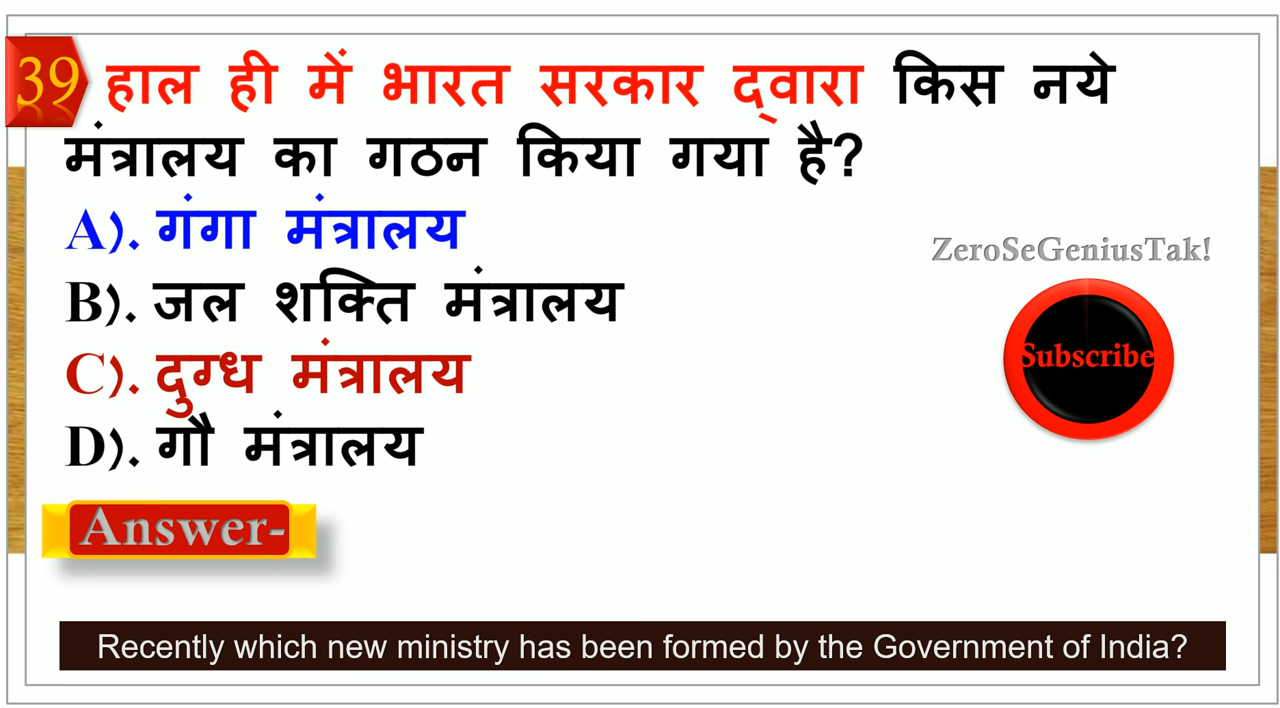 39 हाल ही में भारत सरकार द्वारा किस नये
मंत्रालय का गठन किया गया है?
A). गंगा मंत्रालय
ZeroSeGeniusTak!
B). जल शक्ति मंत्रालय
Subscribe
C). दुग्ध मंत्रालय
D). गौ मंत्रालय
Answer-
Recently which new ministry has been formed by the Government of India?